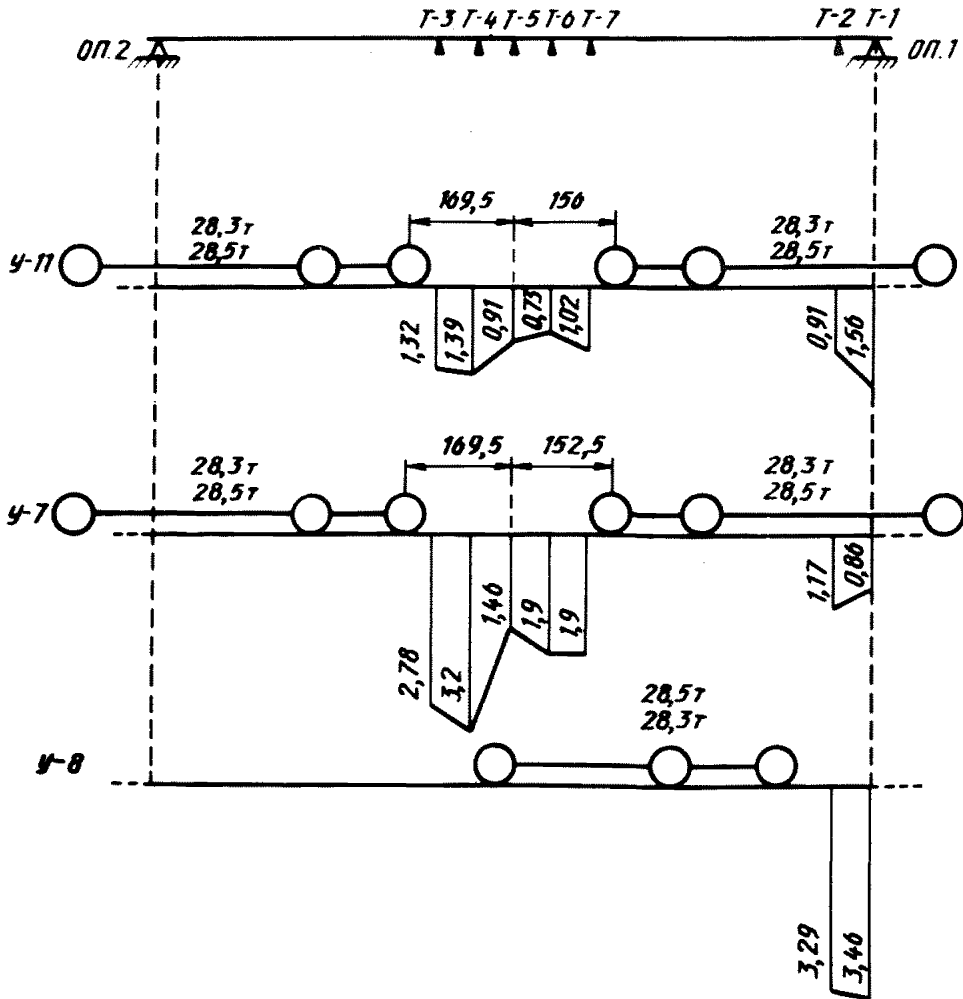 Т-3 Т-4 Т-5 Т-6 Т-7 Т-2 Т-1
ОП.2 ОП.1
169,5 156
28,3т 28,3т
28,5т 28,5т
У-11
1,32 1,39 0,91 0,73 1,02 0,91 1,56
169,5 152,5
28,3т 28,3т
28,5т 28,5т
У-7
2,78 3,2 1,46 1,9 1,9 1,17 0,86
28,5т
28,3т
У-8
3,29 3,46